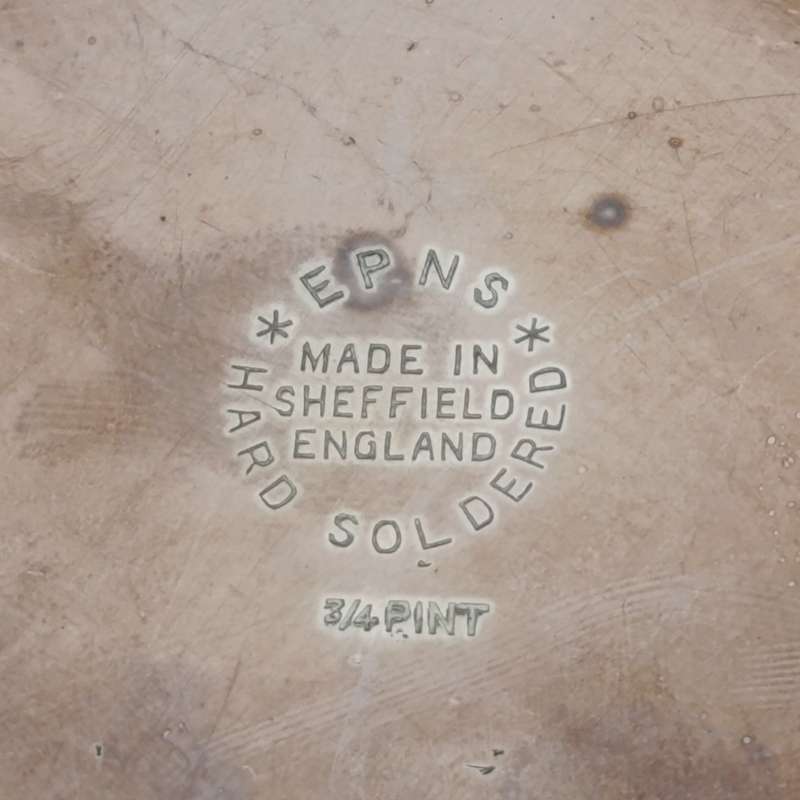 * EPNS *
MADE IN
SHEFFIELD
ENGLAND
HARD SOLDERED
3/4 PINT